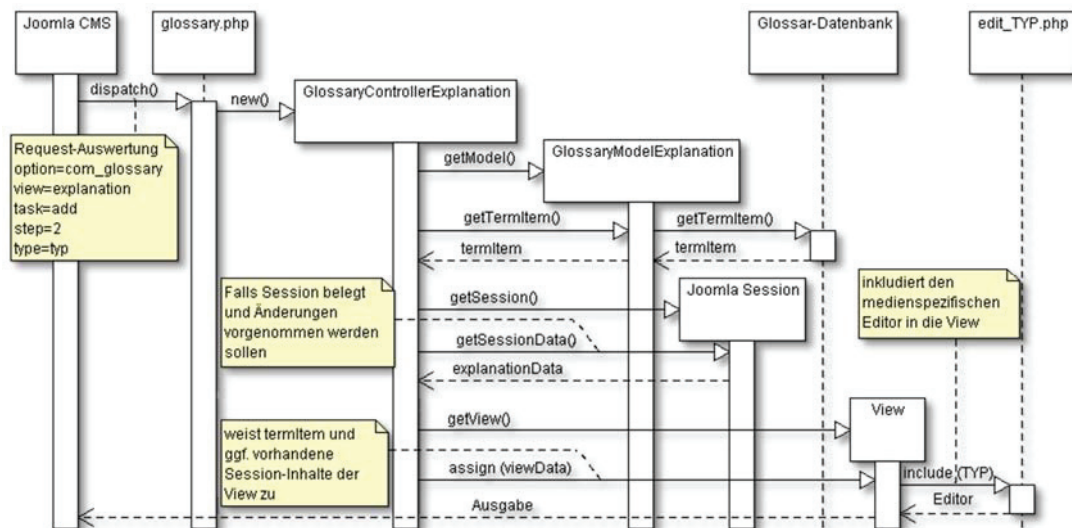 Joomla CMS
glossary.php
Glossar-Datenbank
edit_TYP.php
dispatch()
new()
GlossaryControllerExplanation
Request-Auswertung
option=com_glossary
view=explanation
task=add
step=2
type=typ
getModel()
GlossaryModelExplanation
getTermItem()
getTermItem()
termItem
termItem
Falls Session belegt
und Änderungen
vorgenommen werden
sollen
getSession()
Joomla Session
inkludiert den
medienspezifischen
Editor in die View
getSessionData()
explanationData
getView()
View
weist termItem und
ggf. vorhandene
Session-Inhalte der
View zu
assign (viewData)
include (TYP)
Editor
Ausgabe